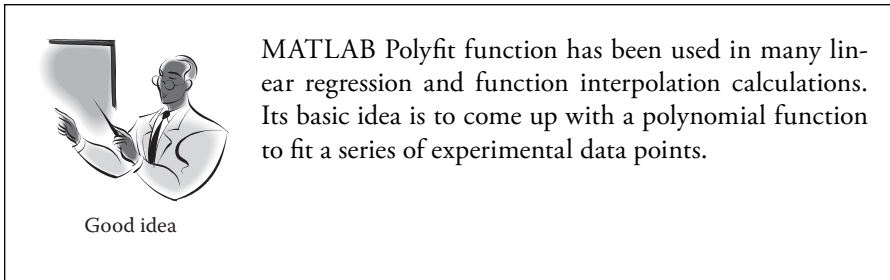 MATLAB Polyfit function has been used in many lin-
ear regression and function interpolation calculations.
Its basic idea is to come up with a polynomial function
to fit a series of experimental data points.
Good idea